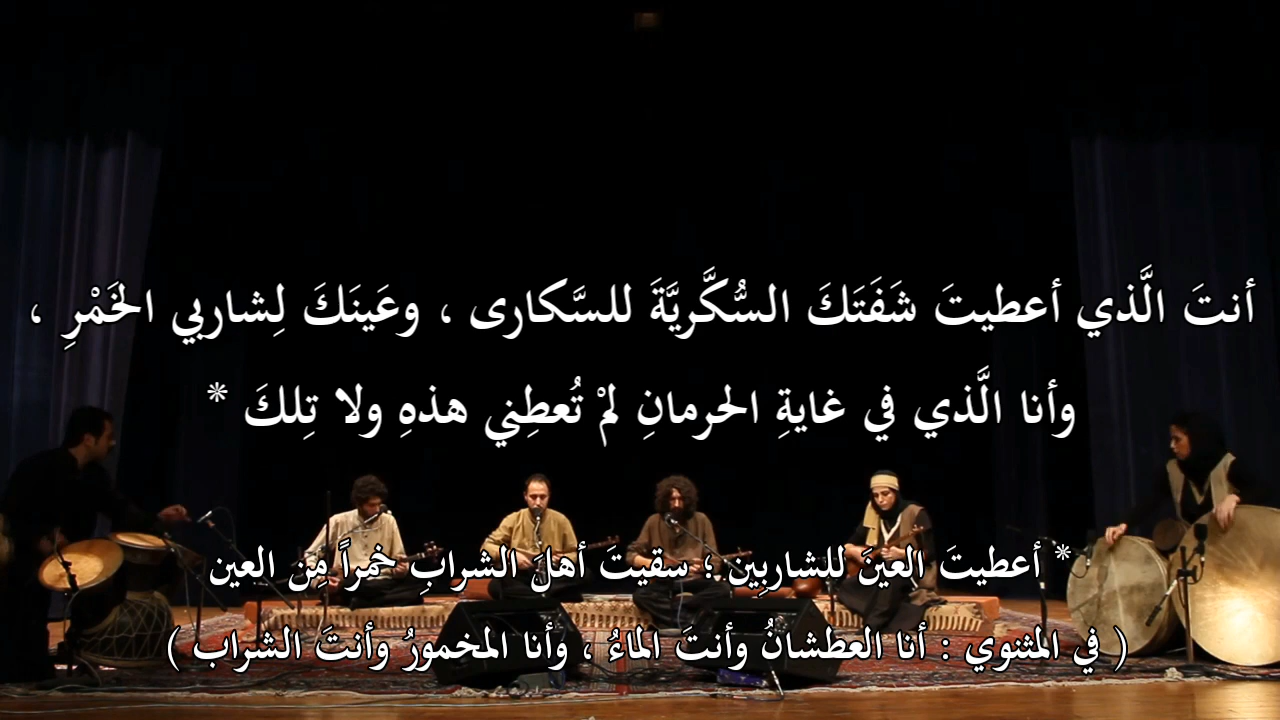 أنتَ الَّذي أعطيتَ شَفَتَكَ السُّكَّريَّةَ للسَّكارى ، وعَينَكَ لِشاربي الخَمْرِ ،
وأنا الَّذي في غايةِ الحرمانِ لمْ تُعطِني هذهِ ولا تِلكَ *
* أعطيتَ العينَ للشاربِين ؛ سقيتَ أهلَ الشرابِ خمراً مِن العين
( في المثنوي : أنا العطشانُ وأنتَ الماءُ ، وأنا المخمورُ وأنتَ الشراب )